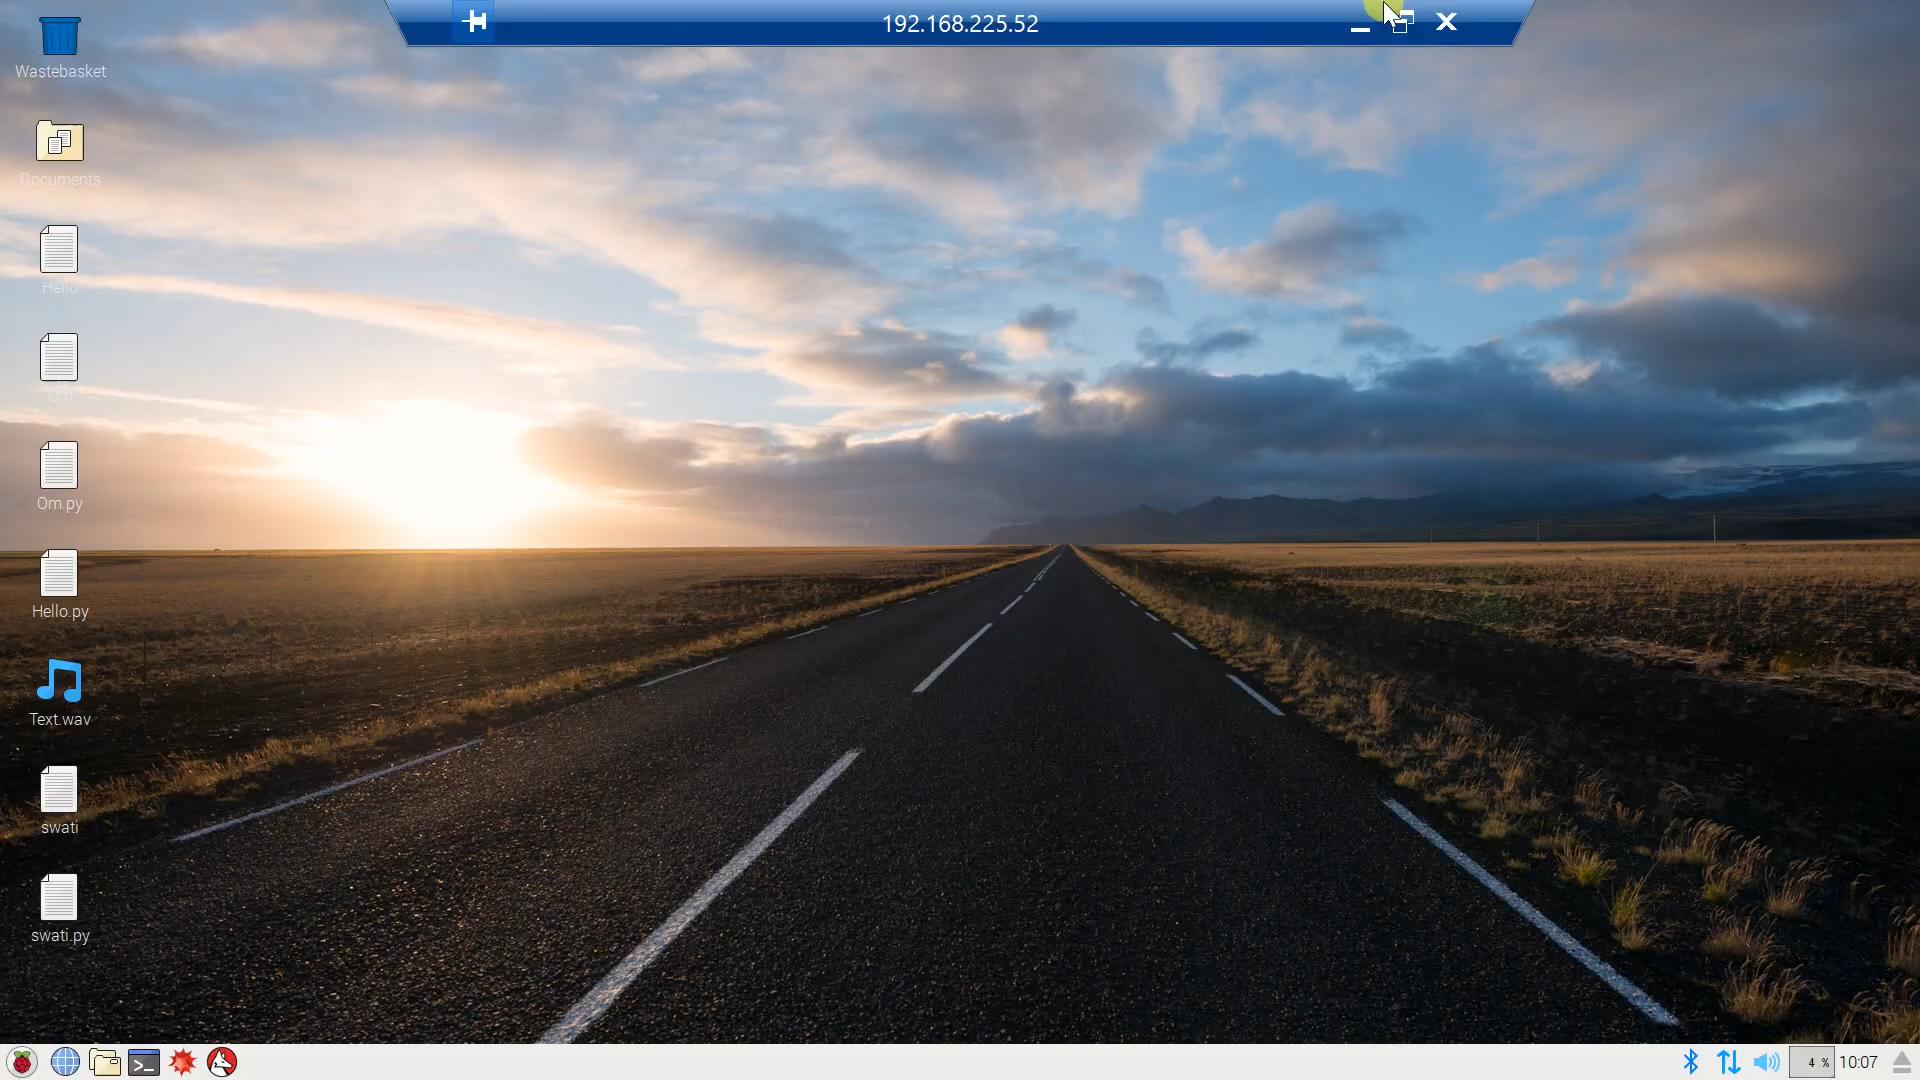 192.168.225.52
Wastebasket
Documents
Hello
Om
Om.py
Hello.py
Text.wav
swati
swati.py
4 %
10:07